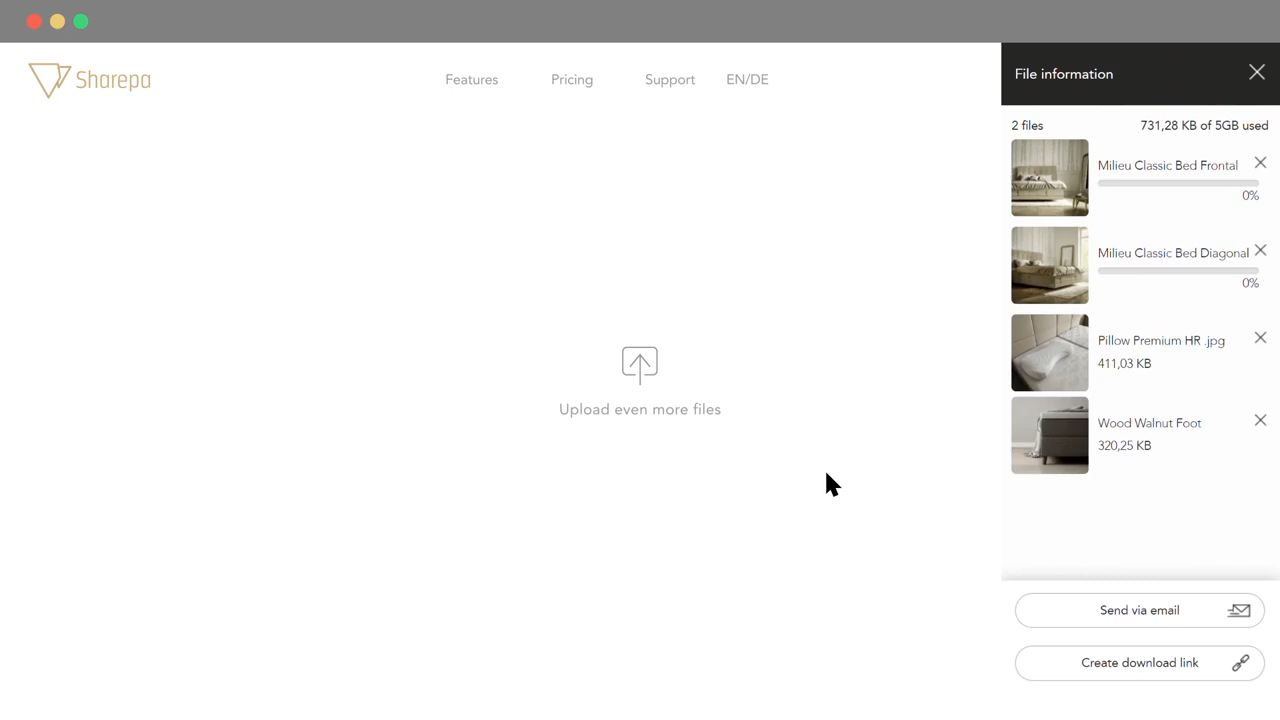 Sharepa
Features
Pricing
Support
EN/DE
File information
2 files
731,28 KB of 5GB used
Milieu Classic Bed Frontal
0%
Milieu Classic Bed Diagonal
0%
Pillow Premium HR .jpg
411,03 KB
Wood Walnut Foot
320,25 KB
Upload even more files
Send via email
Create download link